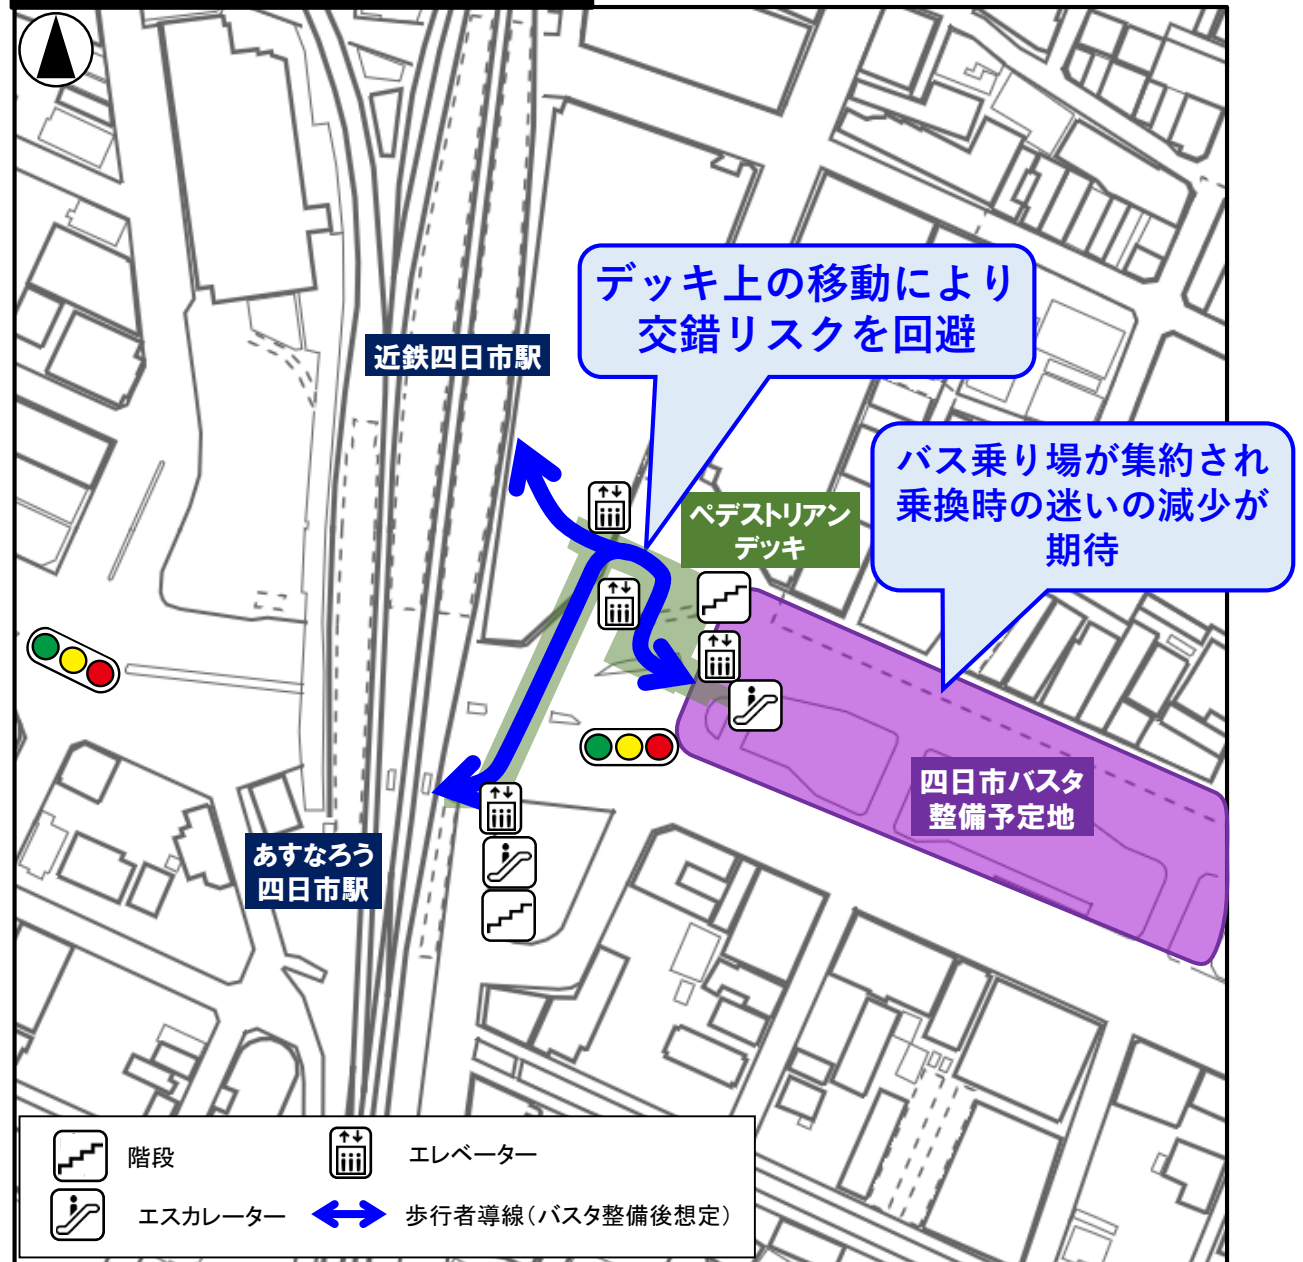 デッキ上の移動により
交錯リスクを回避
近鉄四日市駅
バス乗り場が集約され
乗換時の迷いの減少が
期待
ペデストリアン
デッキ
四日市バスタ
整備予定地
あすなろう
四日市駅
階段
エレベーター
エスカレーター
歩行者導線（バスタ整備後想定）